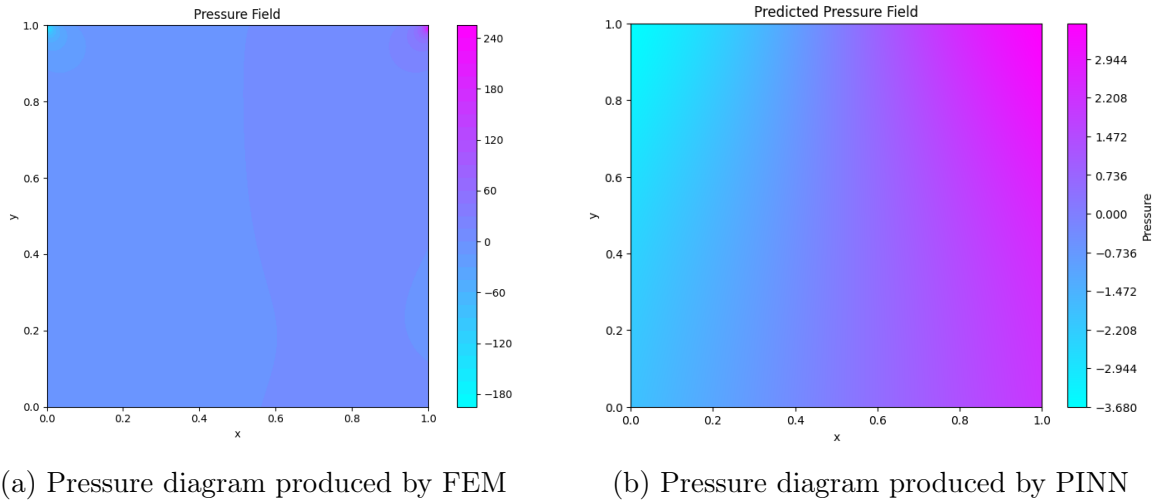 Pressure Field
1.0
0.8
0.6
0.4
0.2
0.0
y
0.0 0.2 0.4 0.6 0.8 1.0
x
240
180
120
60
0
−60
−120
−180
Predicted Pressure Field
1.0
0.8
0.6
0.4
0.2
0.0
y
0.0 0.2 0.4 0.6 0.8 1.0
x
2.944
2.208
1.472
0.736
0.000
−0.736
−1.472
−2.208
−2.944
−3.680
Pressure
(a) Pressure diagram produced by FEM
(b) Pressure diagram produced by PINN